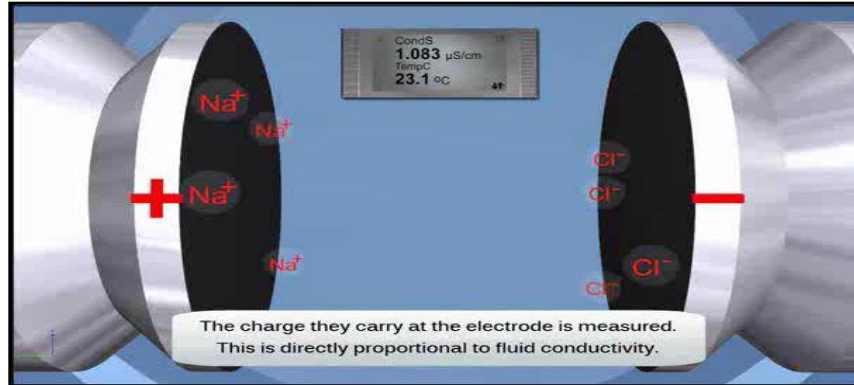 CondS
1.083 µS/cm
TempC
23.1 °C
Na+
Na+
Na+
Na+
+
Cl-
Cl-
Cl-
Cl-
-
The charge they carry at the electrode is measured.
This is directly proportional to fluid conductivity.